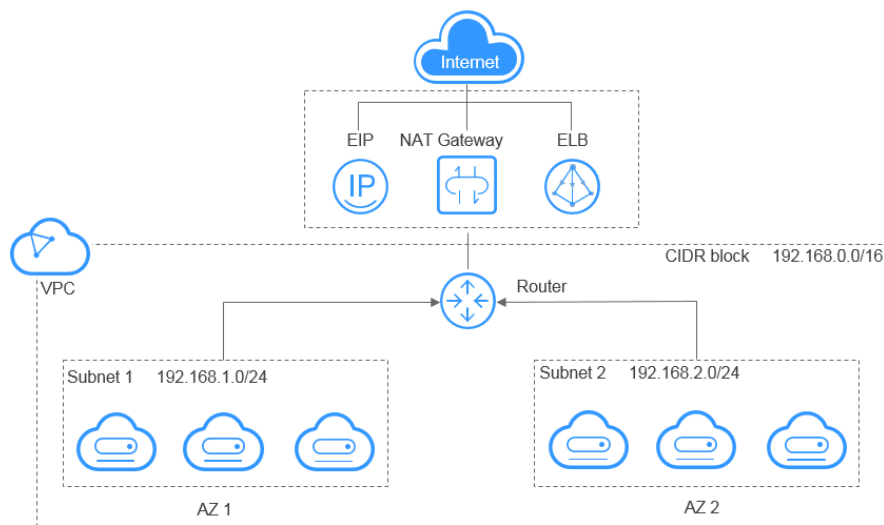 Internet
EIP NAT Gateway ELB
IP
CIDR block 192.168.0.0/16
VPC
Router
Subnet 1 192.168.1.0/24
Subnet 2 192.168.2.0/24
AZ 1
AZ 2